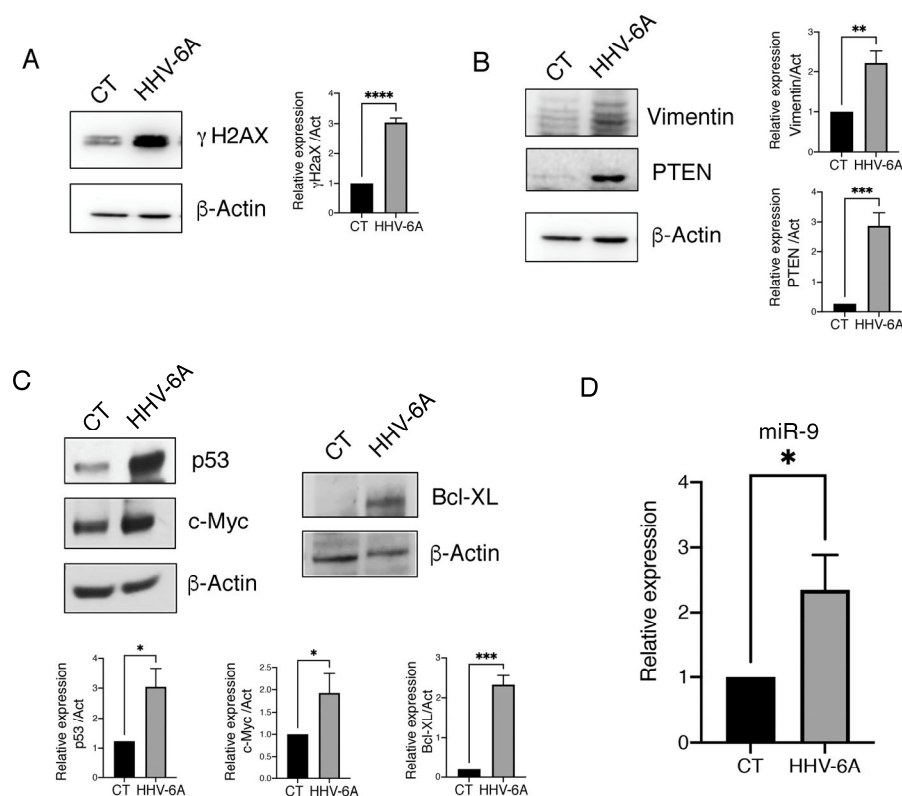 A
CT
HHV-6A
γ H2AX
β-Actin
Relative expression
γH2aX /Act
4
3
2
1
0
****
CT HHV-6A
B
CT
HHV-6A
Vimentin
PTEN
β-Actin
Relative expression
Vimentin/Act
3
2
1
0
**
CT HHV-6A
Relative expression
PTEN /Act
4
3
2
1
0
***
CT HHV-6A
C
CT
HHV-6A
p53
c-Myc
β-Actin
CT
HHV-6A
Bcl-XL
β-Actin
Relative expression
p53 /Act
4
3
2
1
0
*
CT HHV-6A
Relative expression
c-Myc /Act
2.5
2.0
1.5
1.0
0.5
0.0
*
CT HHV-6A
Relative expression
Bcl-XL/Act
3
2
1
0
***
CT HHV-6A
D
miR-9
*
Relative expression
4
3
2
1
0
CT HHV-6A